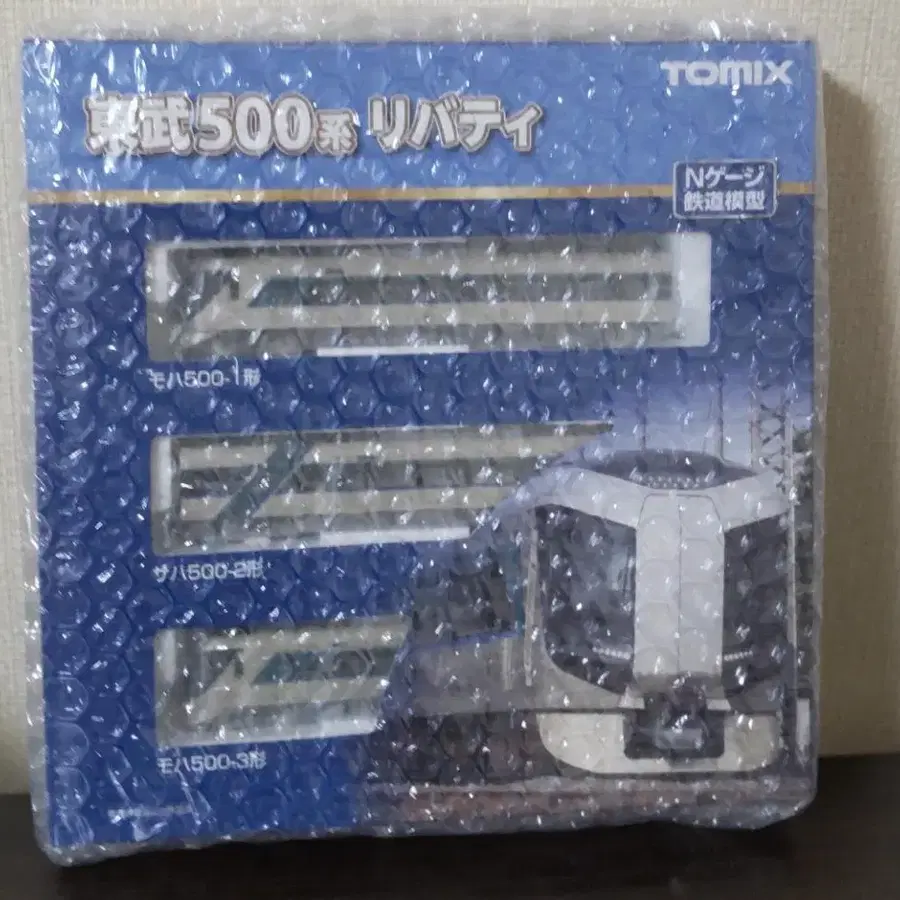 TOMIX
東武500系 リバティ
Nゲージ
鉄道模型
モハ500-1形
サハ500-2形
モハ500-3形